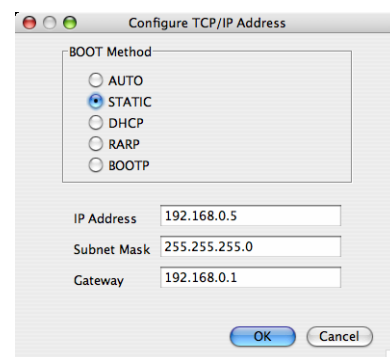 Configure TCP/IP Address
BOOT Method
AUTO
STATIC
DHCP
RARP
BOOTP
IP Address 192.168.0.5
Subnet Mask 255.255.255.0
Gateway 192.168.0.1
OK Cancel